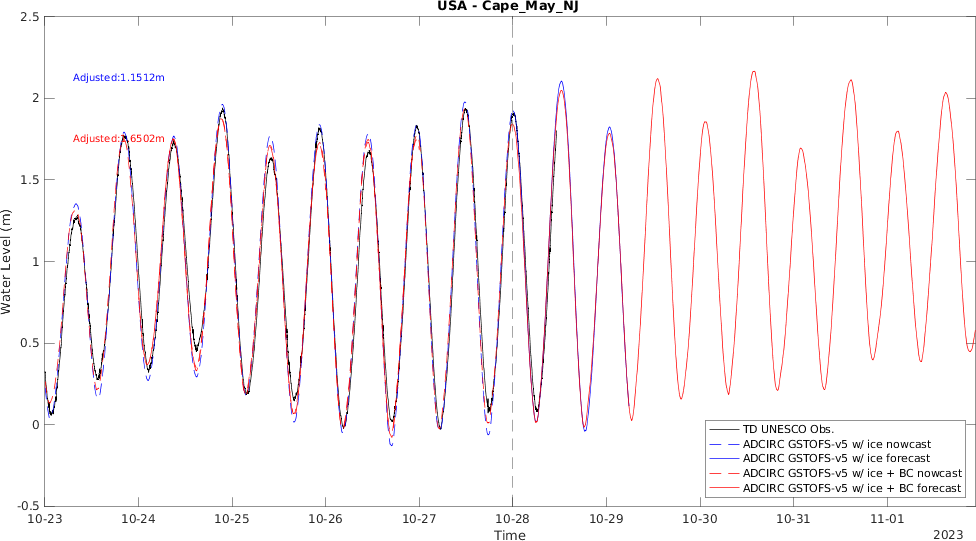 USA - Cape_May_NJ
2.5
2
1.5
1
0.5
0
-0.5
Water Level (m)
Adjusted:1.1512m
TD UNESCO Obs.
ADCIRC GSTOFS-v5 w/ ice nowcast
ADCIRC GSTOFS-v5 w/ ice forecast
ADCIRC GSTOFS-v5 w/ ice + BC nowcast
ADCIRC GSTOFS-v5 w/ ice + BC forecast
10-23 10-24 10-25 10-26 10-27 10-28 10-29 10-30 10-31 11-01
Time
2023